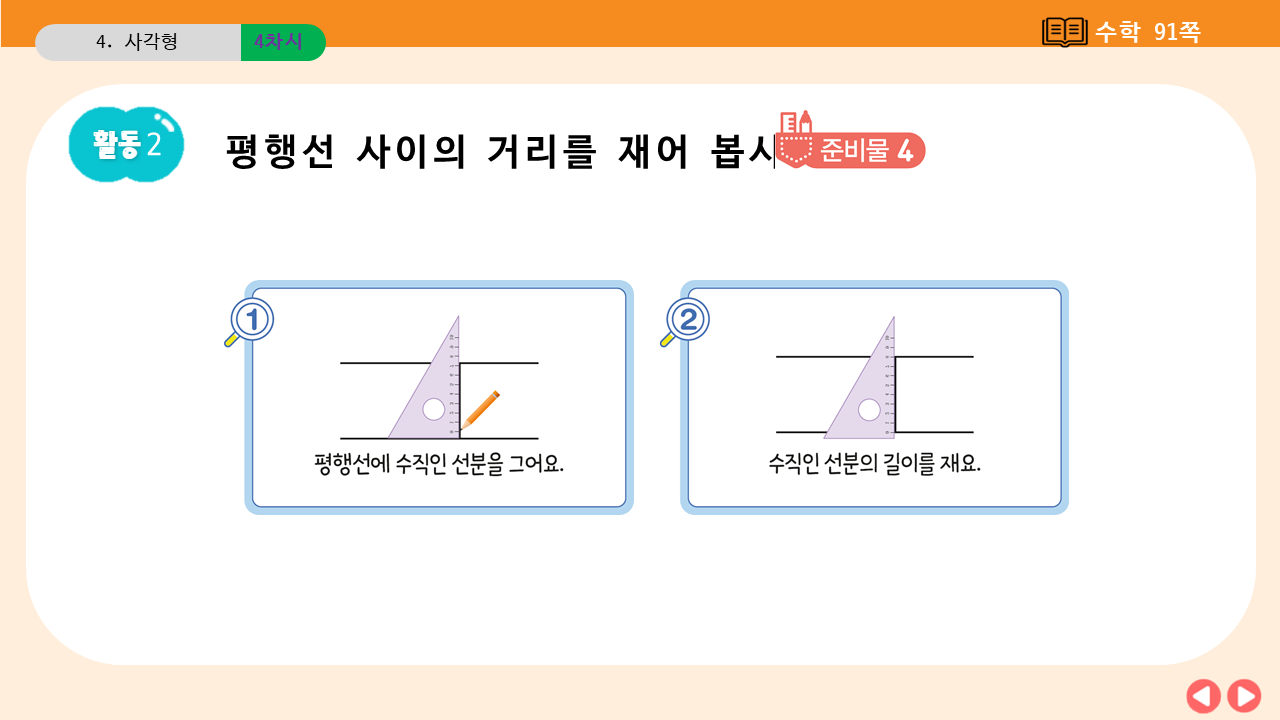 4. 사각형
4차시
수학 91쪽
활동 2
평행선 사이의 거리를 재어 봅시
준비물 4
1
평행선에 수직인 선분을 그어요.
2
수직인 선분의 길이를 재요.